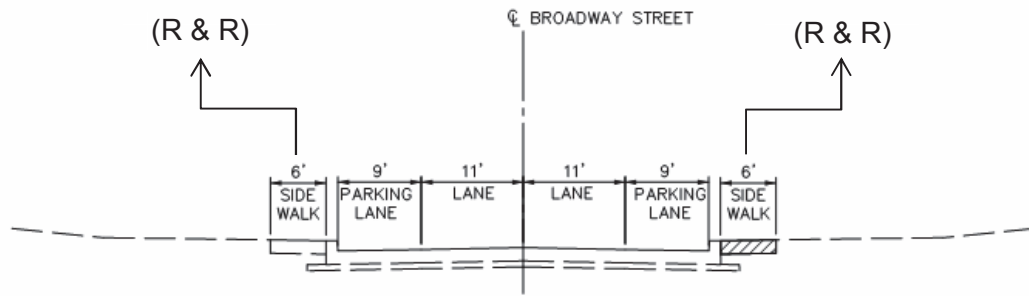 ℄ BROADWAY STREET
(R & R)
(R & R)
6'
9'
11'
11'
9'
6'
SIDE
WALK
PARKING
LANE
LANE
LANE
PARKING
LANE
SIDE
WALK